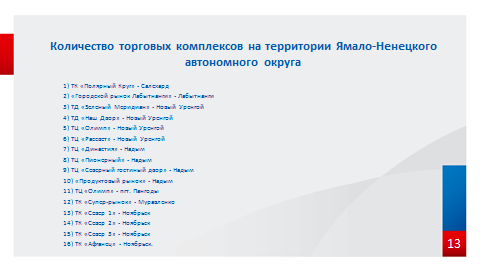 Количество торговых комплексов на территории Ямало-Ненецкого
автономного округа
1) ТК «Полярный Круг» - Салехард
2) «Городской рынок Лабытнанги» - Лабытнанги
3) ТД «Зеленый Меридиан» - Новый Уренгой
4) ТД «Наш Двор» - Новый Уренгой
5) ТЦ «Олимп» - Новый Уренгой
6) ТЦ «Рассвет» - Новый Уренгой
7) ТЦ «Династия» - Надым
8) ТЦ «Пионерный» - Надым
9) ТЦ «Северный гостиный двор» - Надым
10) «Продуктовый рынок» - Надым
11) ТЦ «Олимп» - пгт. Пангоды
12) ТК «Супер-рынок» - Муравленко
13) ТК «Север 1» - Ноябрьск
14) ТК «Север 2» - Ноябрьск
15) ТК «Север 3» - Ноябрьск
16) ТК «Афганец» - Ноябрьск.
13